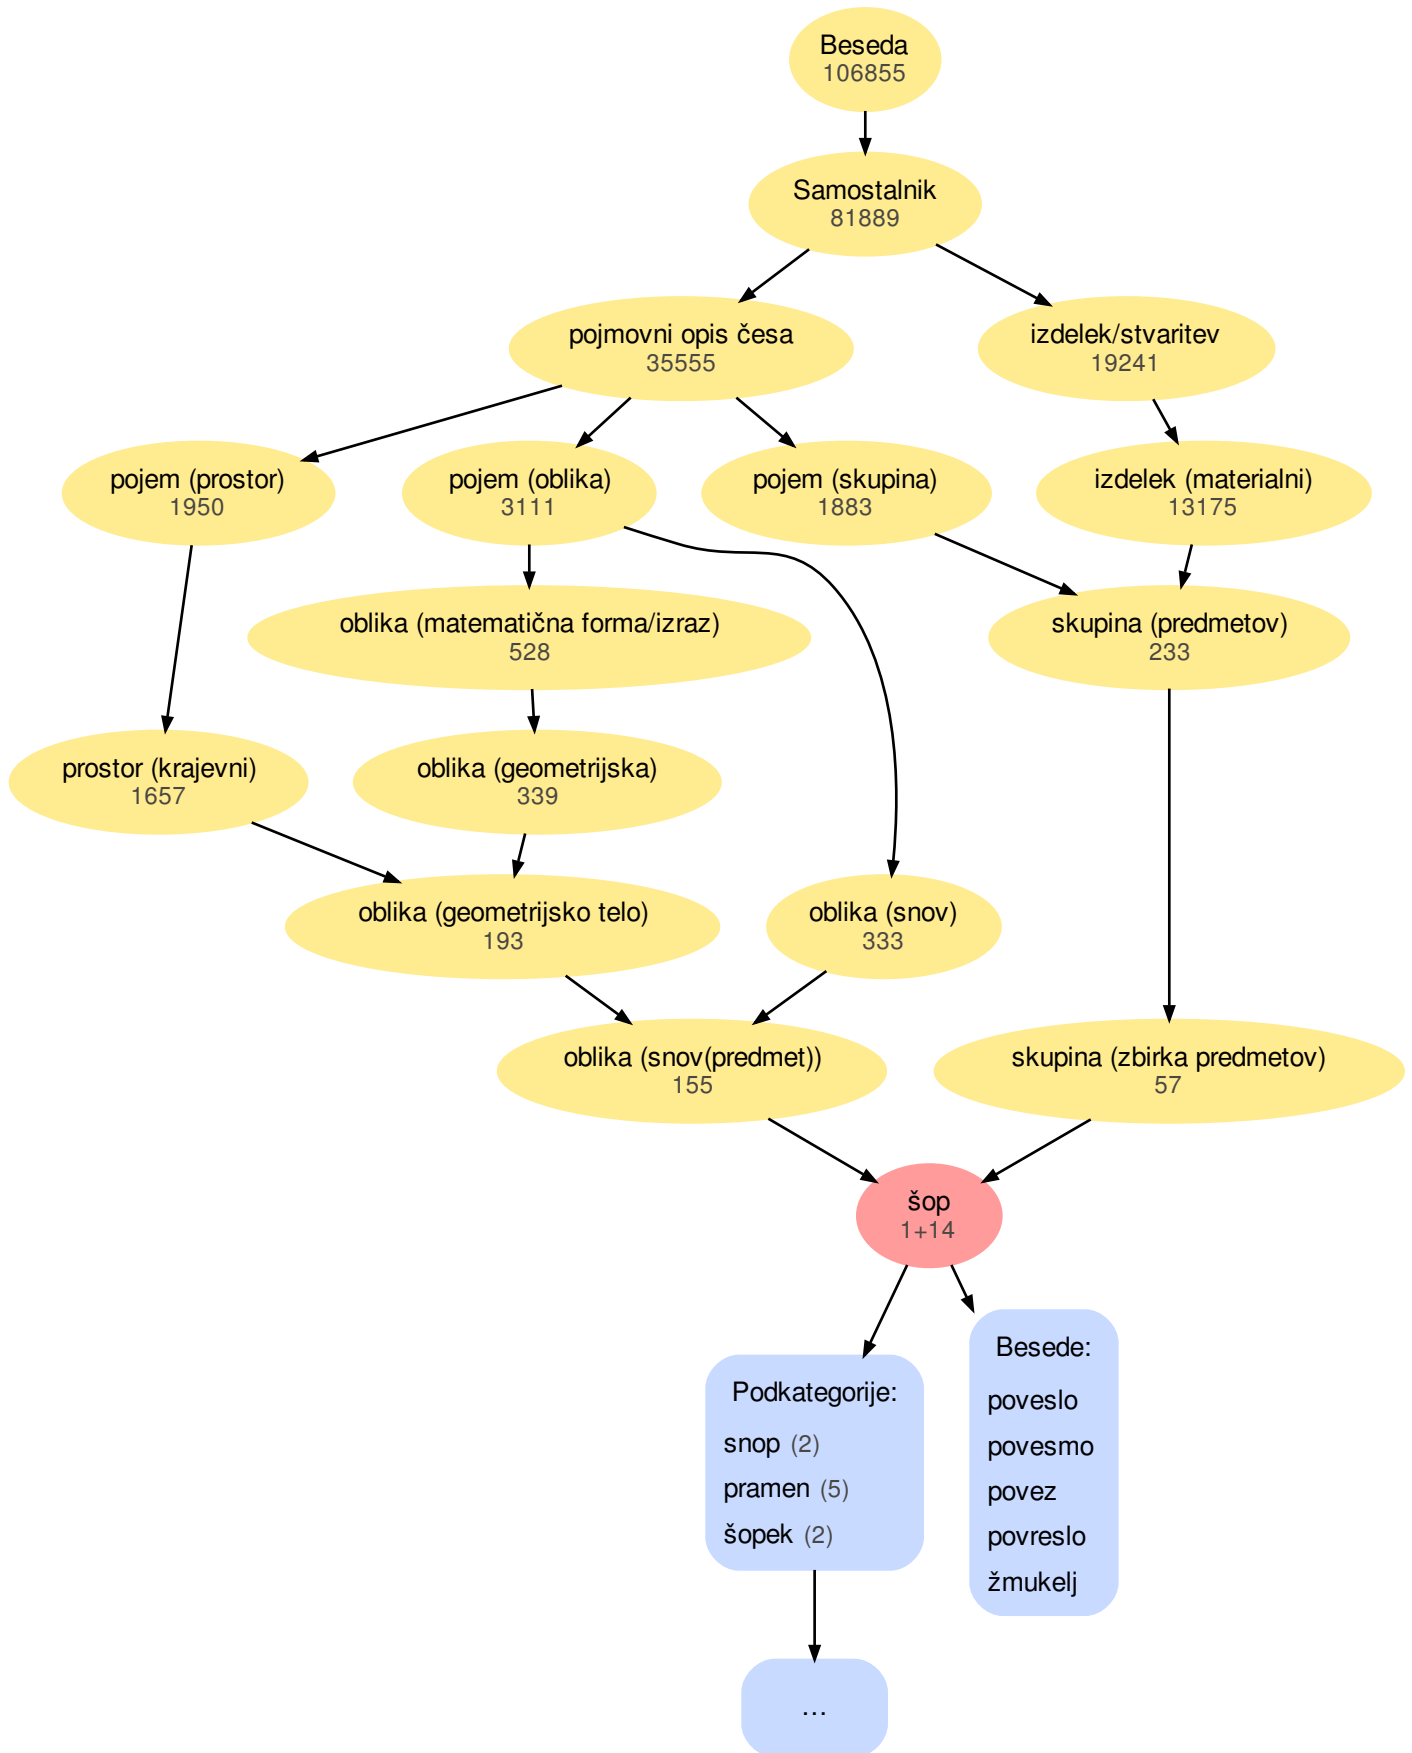 Beseda
106855
Samostalnik
81889
pojmovni opis česa
35555
izdelek/stvaritev
19241
pojem (prostor)
1950
pojem (oblika)
3111
pojem (skupina)
1883
izdelek (materialni)
13175
oblika (matematična forma/izraz)
528
skupina (predmetov)
233
prostor (krajevni)
1657
oblika (geometrijska)
339
oblika (geometrijsko telo)
193
oblika (snov)
333
oblika (snov(predmet))
155
skupina (zbirka predmetov)
57
šop
1+14
Podkategorije:
snop (2)
pramen (5)
šopek (2)
Besede:
poveslo
povesmo
povez
povreslo
žmukelj
...